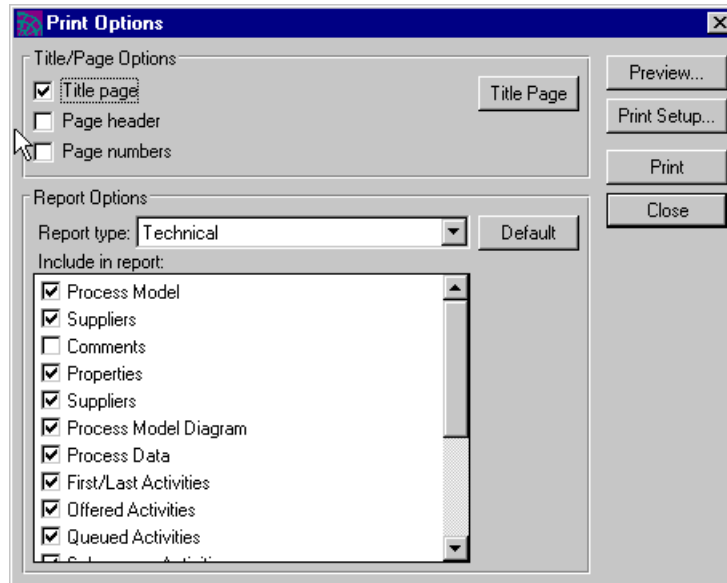 Print Options
Title/Page Options
Title page
Title Page
Page header
Page numbers
Preview...
Print Setup...
Print
Close
Report Options
Report type: Technical
Default
Include in report:
Process Model
Suppliers
Comments
Properties
Suppliers
Process Model Diagram
Process Data
First/Last Activities
Offered Activities
Queued Activities